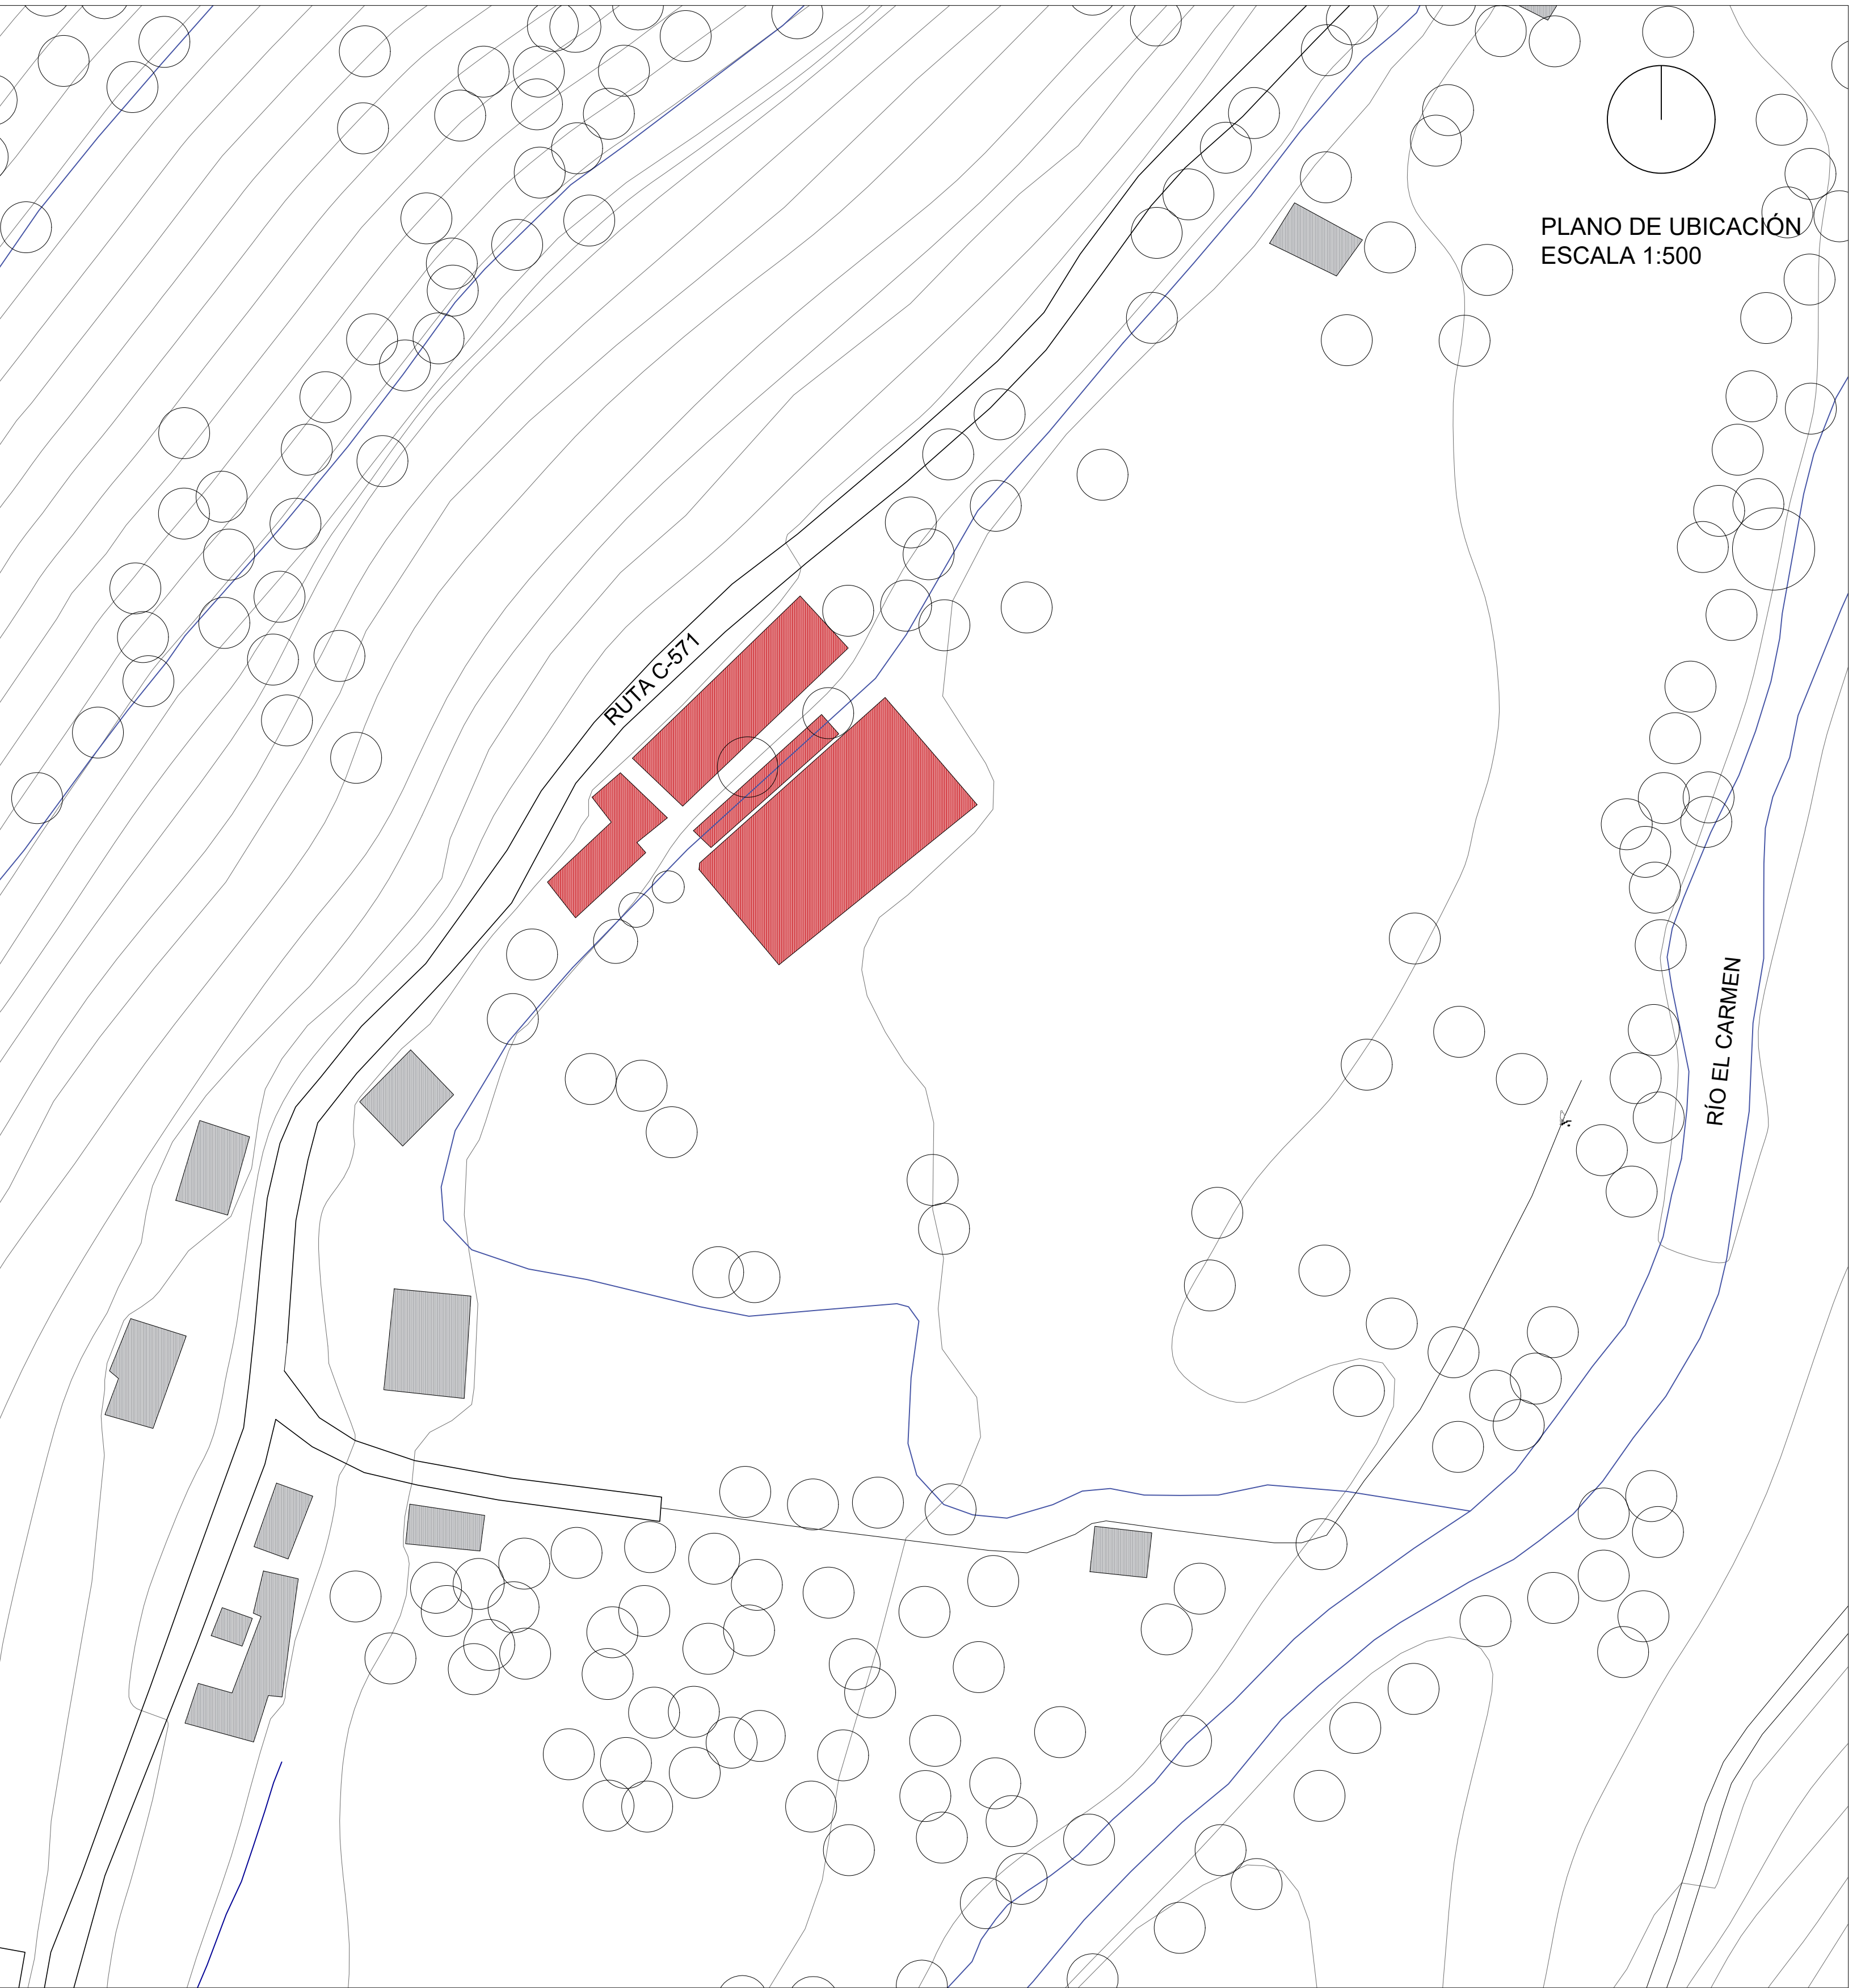 PLANO DE UBICACIÓN
ESCALA 1:500
RUTA C-571
RÍO EL CARMEN